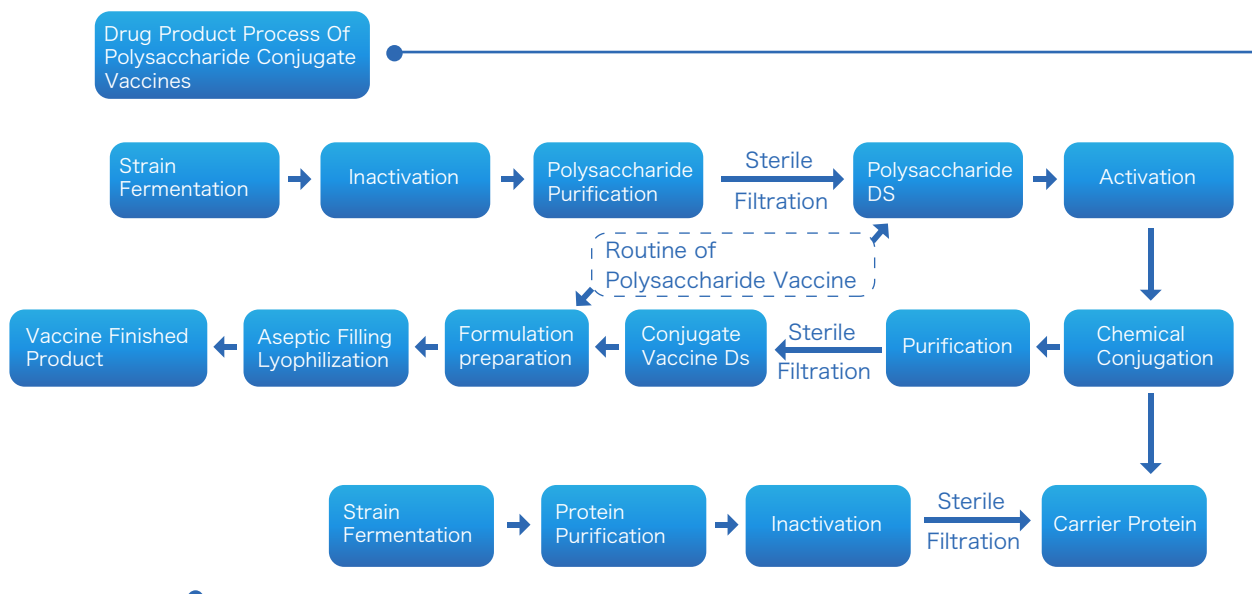 Drug Product Process Of
Polysaccharide Conjugate
Vaccines
Strain
Fermentation
Inactivation
Polysaccharide
Purification
Sterile
Filtration
Polysaccharide
DS
Activation
Routine of
Polysaccharide Vaccine
Vaccine Finished
Product
Aseptic Filling
Lyophilization
Formulation
preparation
Conjugate
Vaccine Ds
Sterile
Filtration
Purification
Chemical
Conjugation
Strain
Fermentation
Protein
Purification
Inactivation
Sterile
Filtration
Carrier Protein